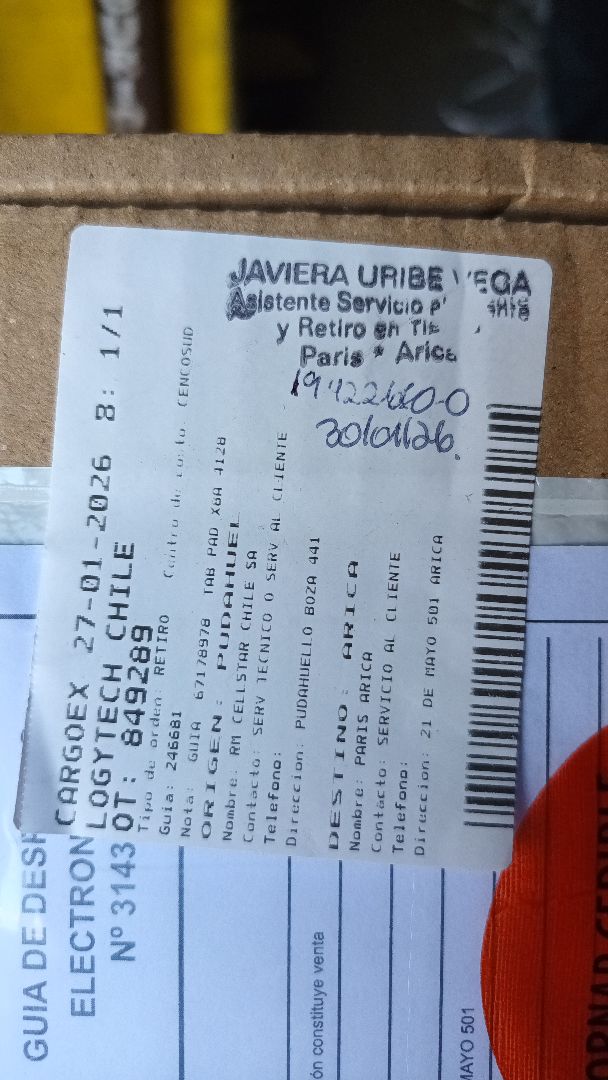 CARGOEX 27-01-2026 B: 1/1
LOGYTECH CHILE
OT: 849289
Tipo de orden: RETIRO Centro de costo: CENCOSUD
Guia: 246681
Nota: GUIA 67178978 TAB PAD X8A 4128
ORIGEN: PUDAHUEL
Nombre: RM CELLSTAR CHILE SA
Contacto: SERV TECNICO O SERV AL CLIENTE
Telefono:
Direccion: PUDAHUELLO BOZA 441
DESTINO: ARICA
Nombre: PARIS ARICA
Contacto: SERVICIO AL CLIENTE
Telefono:
Direccion: 21 DE MAYO 501 ARICA
JAVIERA URIBE VEGA
Asistente Servicio
y Retiro en
Paris * Arica
30/01/26.
GUIA DE
ELECTRON
Nº 3143
ón constituye venta
MAYO 501